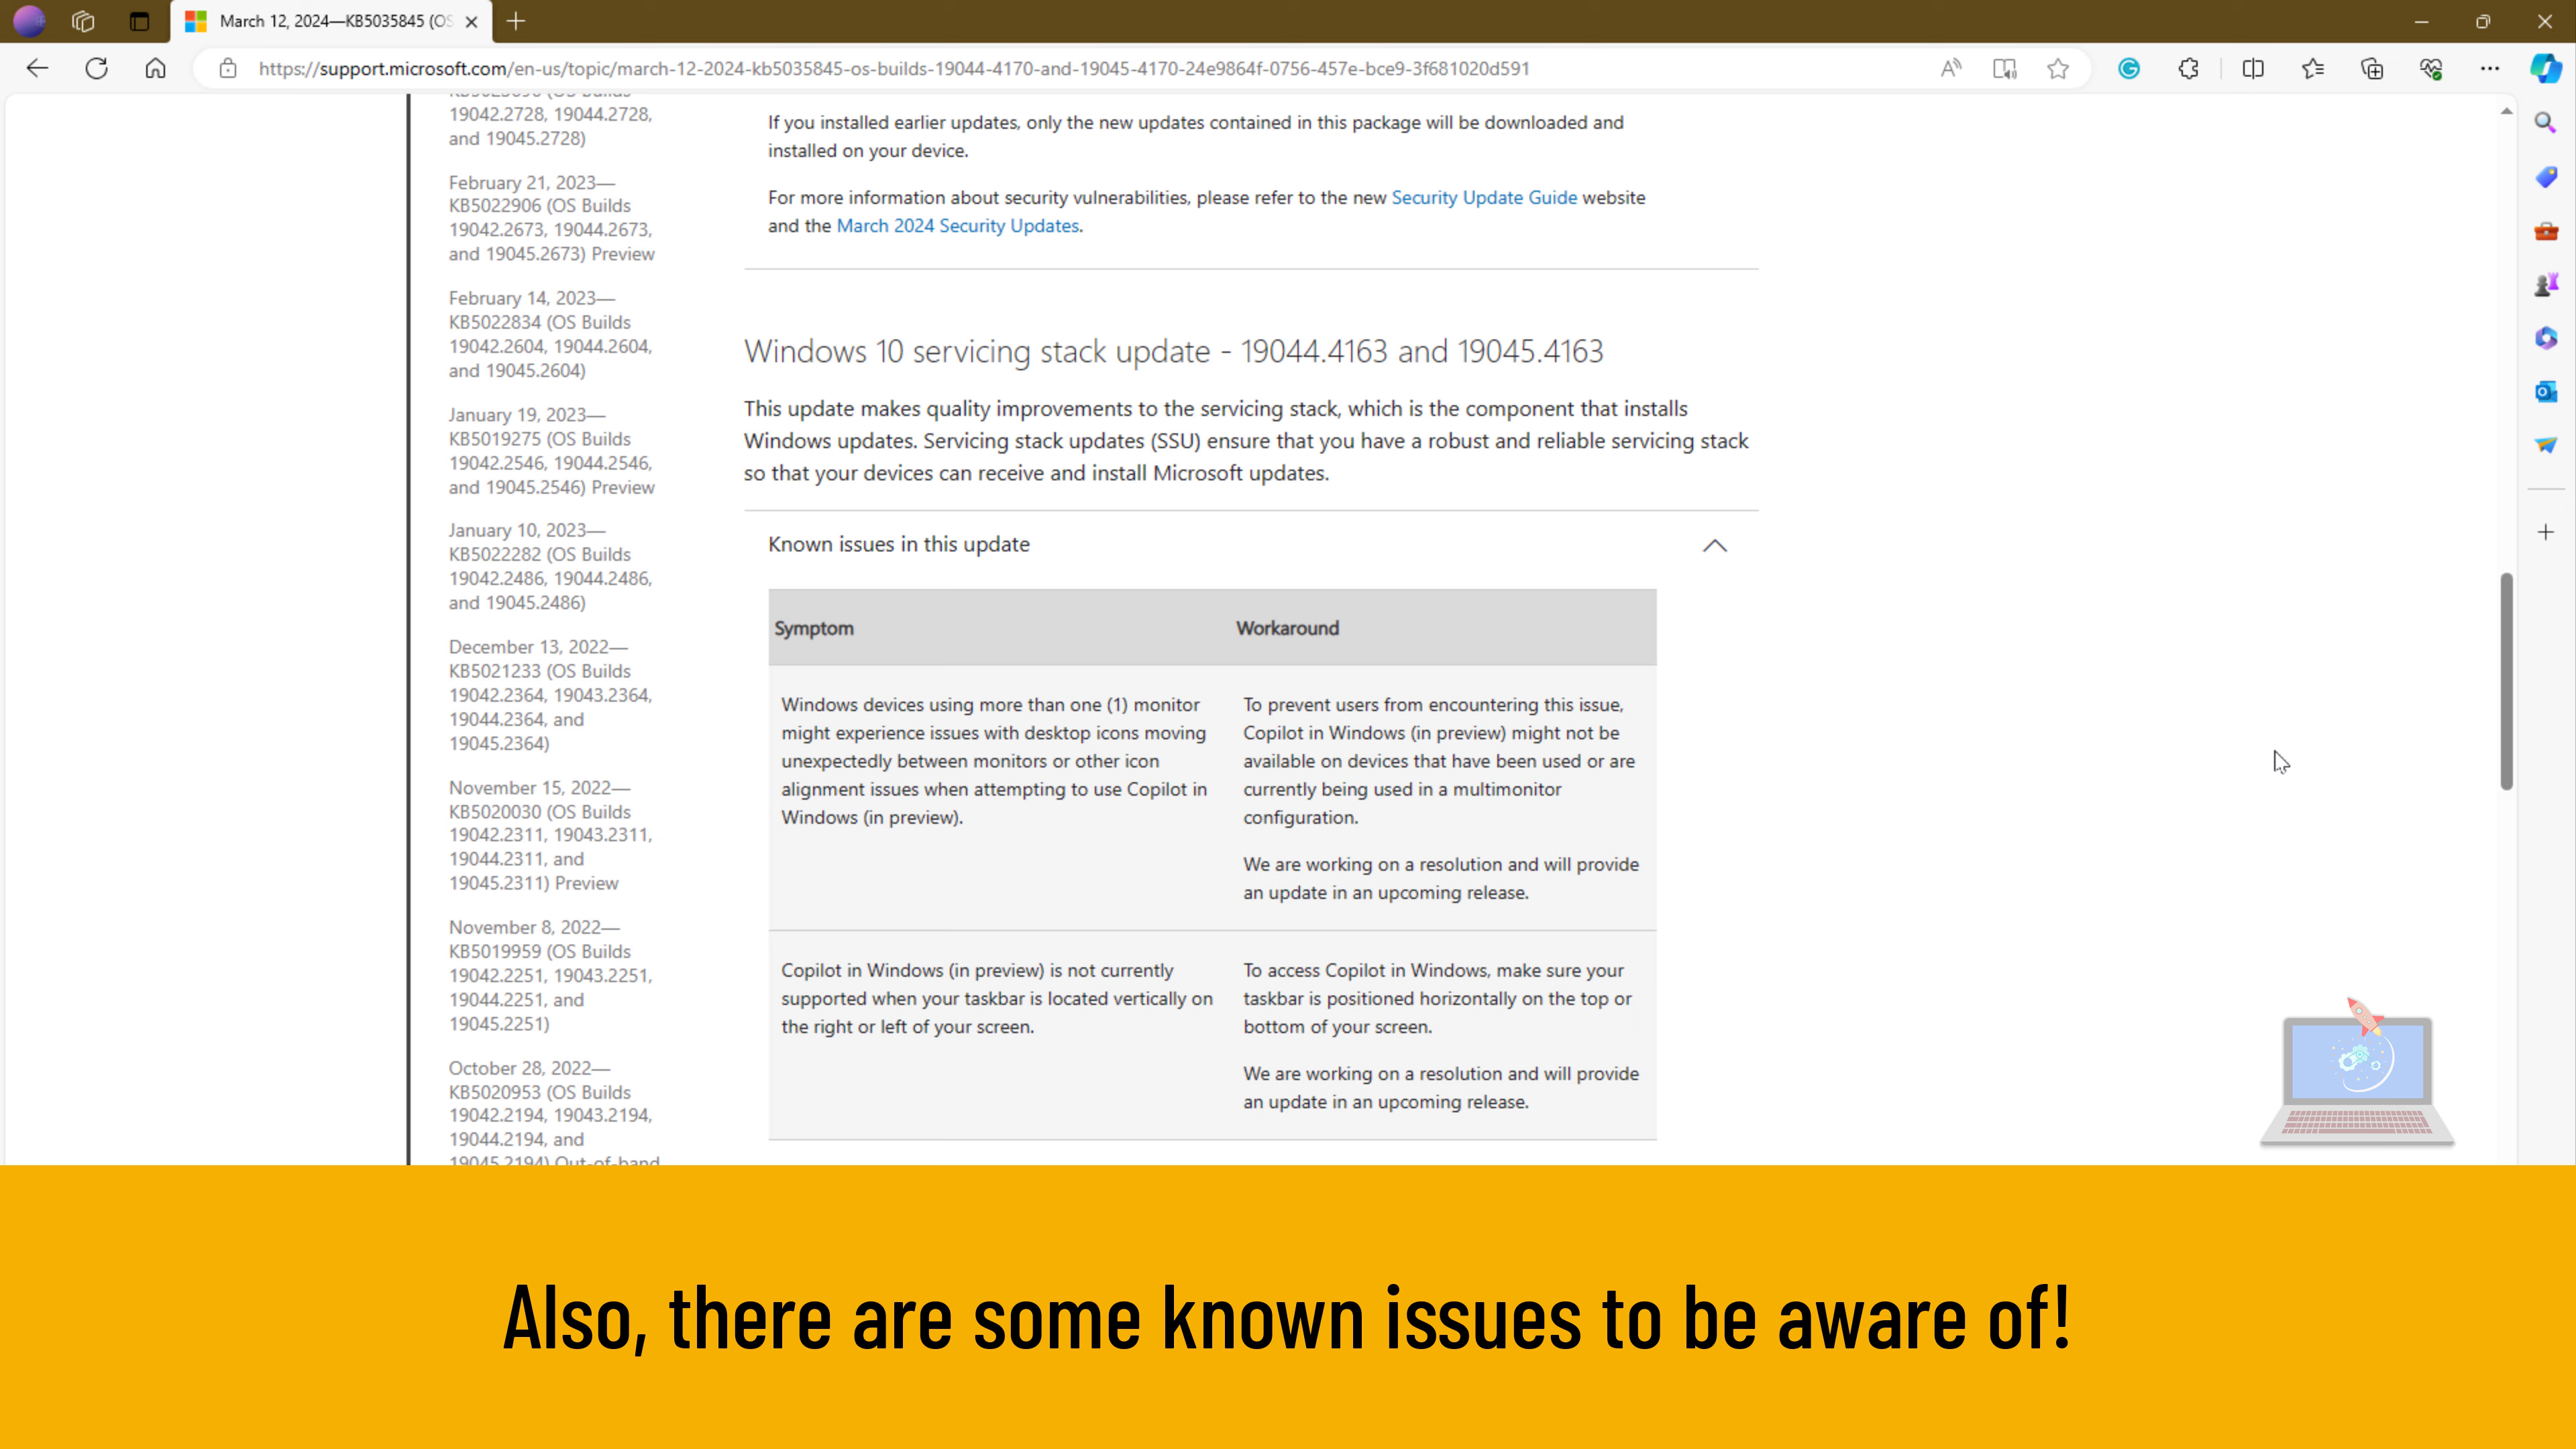 March 12, 2024—KB5035845 (OS
https://support.microsoft.com/en-us/topic/march-12-2024-kb5035845-os-builds-19044-4170-and-19045-4170-24e9864f-0756-457e-bce9-3f681020d591
19042.2728, 19044.2728,
and 19045.2728)
February 21, 2023—
KB5022906 (OS Builds
19042.2673, 19044.2673,
and 19045.2673) Preview
February 14, 2023—
KB5022834 (OS Builds
19042.2604, 19044.2604,
and 19045.2604)
January 19, 2023—
KB5019275 (OS Builds
19042.2546, 19044.2546,
and 19045.2546) Preview
January 10, 2023—
KB5022282 (OS Builds
19042.2486, 19044.2486,
and 19045.2486)
December 13, 2022—
KB5021233 (OS Builds
19042.2364, 19043.2364,
19044.2364, and
19045.2364)
November 15, 2022—
KB5020030 (OS Builds
19042.2311, 19043.2311,
19044.2311, and
19045.2311) Preview
November 8, 2022—
KB5019959 (OS Builds
19042.2251, 19043.2251,
19044.2251, and
19045.2251)
October 28, 2022—
KB5020953 (OS Builds
19042.2194, 19043.2194,
19044.2194, and
19045.2194) Out-of-band
If you installed earlier updates, only the new updates contained in this package will be downloaded and
installed on your device.
For more information about security vulnerabilities, please refer to the new Security Update Guide website
and the March 2024 Security Updates.
Windows 10 servicing stack update - 19044.4163 and 19045.4163
This update makes quality improvements to the servicing stack, which is the component that installs
Windows updates. Servicing stack updates (SSU) ensure that you have a robust and reliable servicing stack
so that your devices can receive and install Microsoft updates.
Known issues in this update
Symptom
Workaround
Windows devices using more than one (1) monitor
might experience issues with desktop icons moving
unexpectedly between monitors or other icon
alignment issues when attempting to use Copilot in
Windows (in preview).
To prevent users from encountering this issue,
Copilot in Windows (in preview) might not be
available on devices that have been used or are
currently being used in a multimonitor
configuration.
We are working on a resolution and will provide
an update in an upcoming release.
Copilot in Windows (in preview) is not currently
supported when your taskbar is located vertically on
the right or left of your screen.
To access Copilot in Windows, make sure your
taskbar is positioned horizontally on the top or
bottom of your screen.
We are working on a resolution and will provide
an update in an upcoming release.
Also, there are some known issues to be aware of!